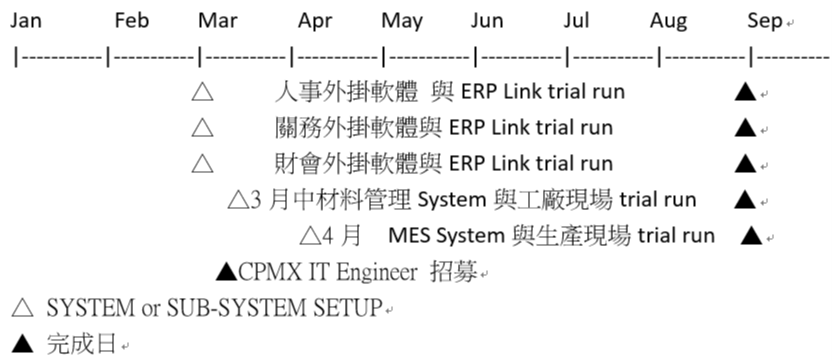 Jan Feb Mar Apr May Jun Jul Aug Sep
|----------|----------|----------|----------|----------|----------|----------|----------|----------
△ 人事外掛軟體 與 ERP Link trial run ▲
△ 關務外掛軟體與 ERP Link trial run ▲
△ 財會外掛軟體與 ERP Link trial run ▲
△3 月中材料管理 System 與工廠現場 trial run ▲
△4 月 MES System 與生產現場 trial run ▲
▲CPMX IT Engineer 招募
△ SYSTEM or SUB-SYSTEM SETUP
▲ 完成日